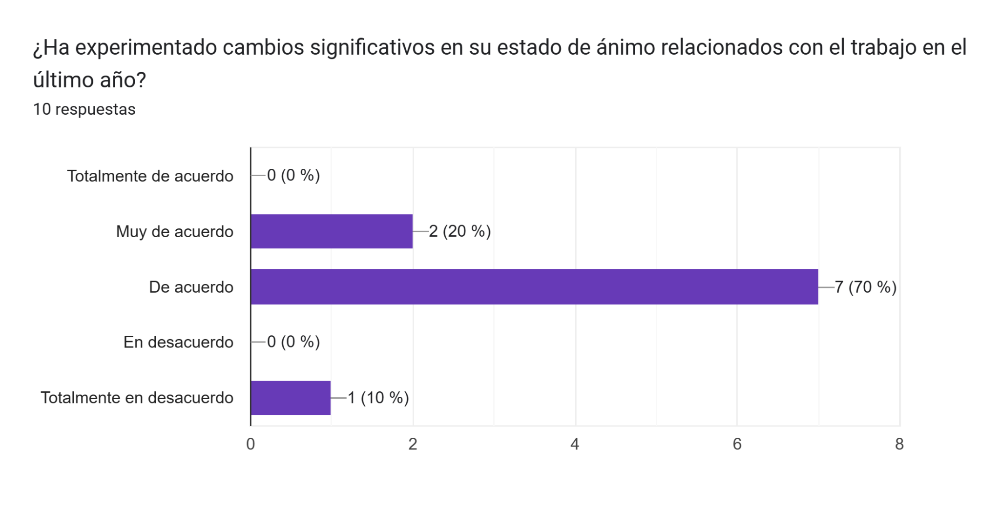 ¿Ha experimentado cambios significativos en su estado de ánimo relacionados con el trabajo en el
último año?
10 respuestas
Totalmente de acuerdo
0 (0 %)
Muy de acuerdo
2 (20 %)
De acuerdo
7 (70 %)
En desacuerdo
0 (0 %)
Totalmente en desacuerdo
1 (10 %)
0 2 4 6 8